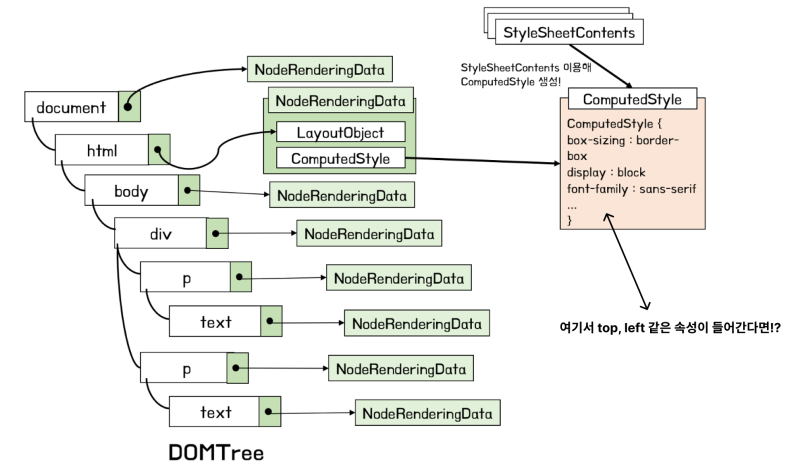 StyleSheetContents
StyleSheetContents 이용해
ComputedStyle 생성!
NodeRenderingData
document
NodeRenderingData
LayoutObject
ComputedStyle
html
ComputedStyle
ComputedStyle {
box-sizing : border-
box
display : block
font-family : sans-serif
...
}
body
NodeRenderingData
div
NodeRenderingData
p
NodeRenderingData
text
NodeRenderingData
여기서 top, left 같은 속성이 들어간다면!?
p
NodeRenderingData
text
NodeRenderingData
DOMTree